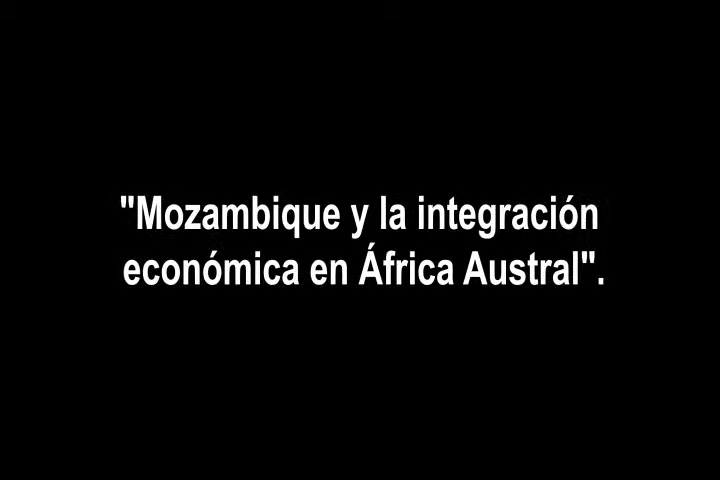 "Mozambique y la integración
económica en África Austral".